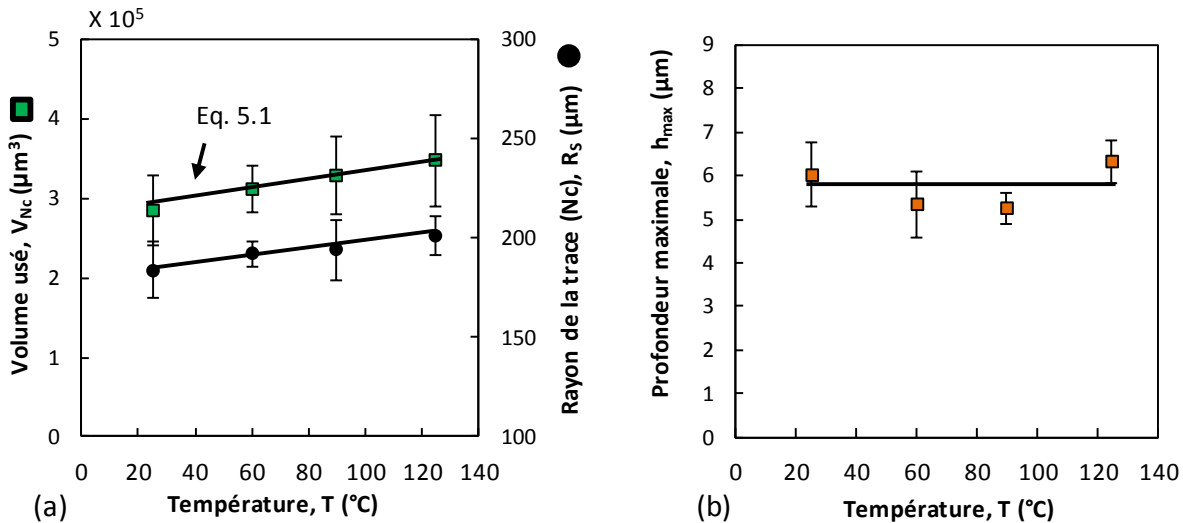 X 10⁵
5
4
3
2
1
0
Volume usé, V_Nc (µm³)
Eq. 5.1
300
250
200
150
100
Rayon de la trace (Nc), R_S (µm)
0 20 40 60 80 100 120 140
Température, T (°C)
(a)
9
8
7
6
5
4
3
2
1
0
Profondeur maximale, h_max (µm)
0 20 40 60 80 100 120 140
Température, T (°C)
(b)